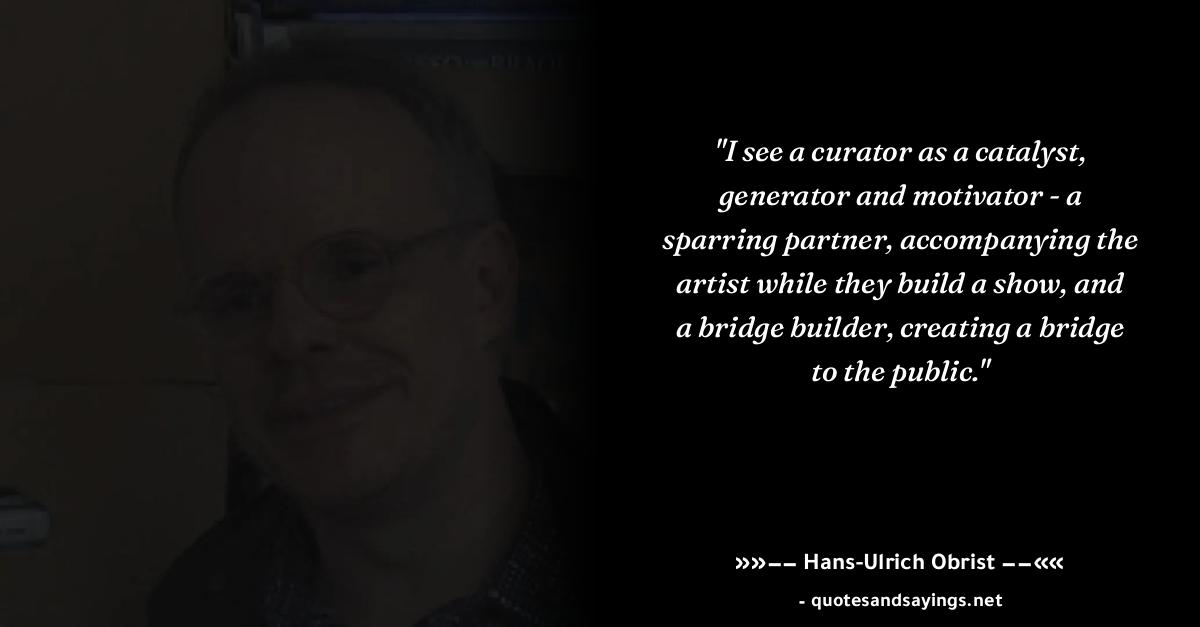 "I see a curator as a catalyst,
generator and motivator - a
sparring partner, accompanying the
artist while they build a show, and
a bridge builder, creating a bridge
to the public."
»»−− Hans-Ulrich Obrist −−««
- quotesandsayings.net